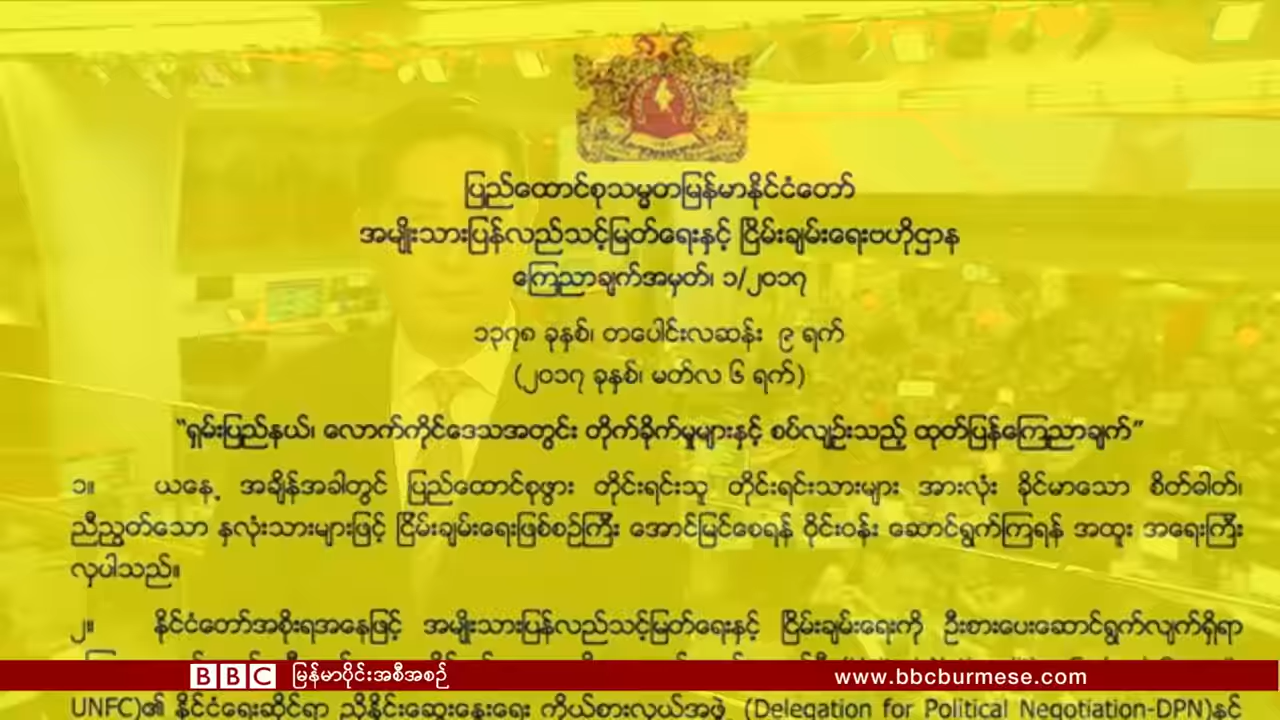 ပြည်ထောင်စုသမ္မတမြန်မာနိုင်ငံတော်
အမျိုးသားပြန်လည်သင့်မြတ်ရေးနှင့် ငြိမ်းချမ်းရေးဗဟိုဌာန
ကြေညာချက်အမှတ်၊ ၁/၂၀၁၇
၁၃၇၈ ခုနှစ်၊ တပေါင်းလဆန်း ၉ ရက်
(၂၀၁၇ ခုနှစ်၊ မတ်လ ၆ ရက်)
“ရှမ်းပြည်နယ်၊ လောက်ကိုင်ဒေသအတွင်း တိုက်ခိုက်မှုများနှင့် စပ်လျဉ်းသည့် ထုတ်ပြန်ကြေညာချက်”
၁။ ယနေ့ အချိန်အခါတွင် ပြည်ထောင်စုဖွား တိုင်းရင်းသူ တိုင်းရင်းသားများ အားလုံး ခိုင်မာသော စိတ်ဓါတ်၊
ညီညွတ်သော နှလုံးသားများဖြင့် ငြိမ်းချမ်းရေးဖြစ်စဉ်ကြီး အောင်မြင်စေရန် ဝိုင်းဝန်း ဆောင်ရွက်ကြရန် အထူး အရေးကြီး
လှပါသည်။
၂။ နိုင်ငံတော်အစိုးရအနေဖြင့် အမျိုးသားပြန်လည်သင့်မြတ်ရေးနှင့် ငြိမ်းချမ်းရေးကို ဦးစားပေးဆောင်ရွက်လျက်ရှိရာ
BBC မြန်မာပိုင်းအစီအစဉ် www.bbcburmese.com
UNFC)၏ နိုင်ငံရေးဆိုင်ရာ ညှိနှိုင်းဆွေးနွေးရေး ကိုယ်စားလှယ်အဖွဲ့ (Delegation for Political Negotiation-DPN)နှင့်